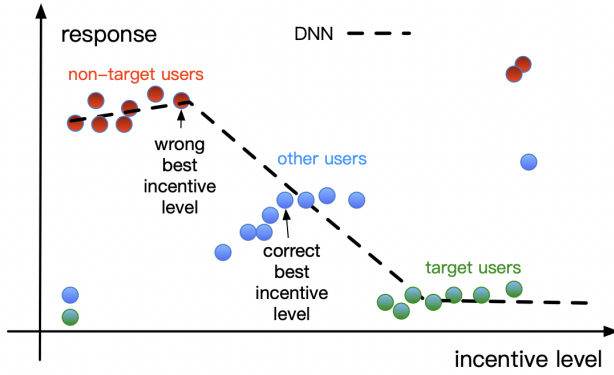 response
DNN
non-target users
wrong
best
incentive
level
other users
correct
best
incentive
level
target users
incentive level